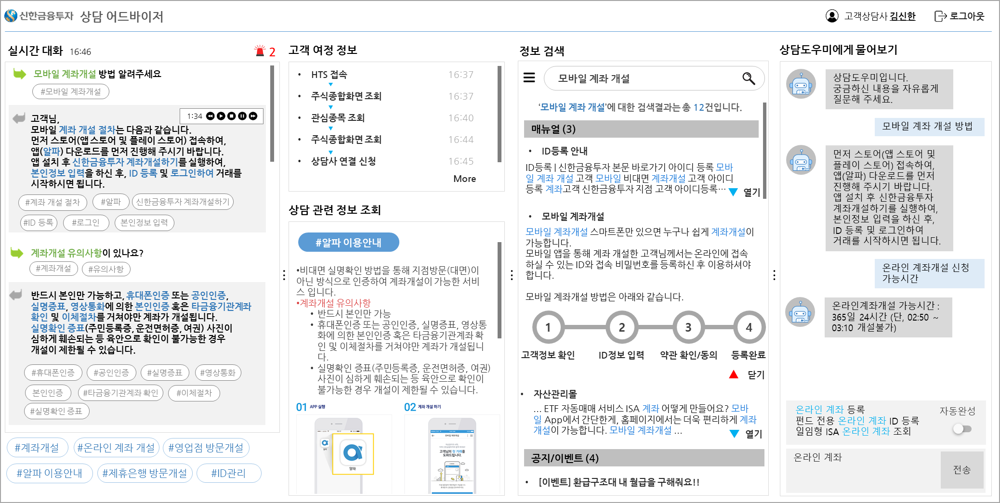 신한금융투자 상담 어드바이저
고객상담사 김신한
로그아웃
실시간 대화 16:46
2
모바일 계좌개설 방법 알려주세요
#모바일 계좌개설
1:34
고객님,
모바일 계좌 개설 절차는 다음과 같습니다.
먼저 스토어(앱 스토어 및 플레이 스토어) 접속하여,
앱(알파) 다운로드를 먼저 진행해 주시기 바랍니다.
앱 설치 후 신한금융투자 계좌개설하기를 실행하여,
본인정보 입력을 하신 후, ID 등록 및 로그인하여 거래를
시작하시면 됩니다.
#계좌 개설 절차 #알파 신한금융투자 계좌개설하기
#ID 등록 #로그인 본인정보 입력
계좌개설 유의사항이 있나요?
#계좌개설 #유의사항
반드시 본인만 가능하고, 휴대폰인증 또는 공인인증,
실명증표, 영상통화에 의한 본인인증 혹은 타금융기관계좌
확인 및 이체절차를 거쳐야만 계좌가 개설됩니다.
실명확인 증표(주민등록증, 운전면허증, 여권) 사진이
심하게 훼손되는 등 육안으로 확인이 불가능한 경우
개설이 제한될 수 있습니다.
#휴대폰인증 #공인인증 #실명증표 #영상통화
본인인증 #타금융기관계좌 확인 #이체절차
#실명확인 증표
#계좌개설 #온라인 계좌 개설 #영업점 방문개설
#알파 이용안내 #제휴은행 방문개설 #ID관리
고객 여정 정보
• HTS 접속 16:37
• 주식종합화면 조회 16:37
• 관심종목 조회 16:40
• 주식종합화면 조회 16:44
• 상담사 연결 신청 16:45
More
상담 관련 정보 조회
#알파 이용안내
•비대면 실명확인 방법을 통해 지점방문(대면)이
아닌 방식으로 인증하여 계좌개설이 가능한 서비
스 입니다.
•계좌개설 유의사항
• 반드시 본인만 가능
• 휴대폰인증 또는 공인인증, 실명증표, 영상통
화에 의한 본인인증 혹은 타금융기관계좌 확
인 및 이체절차를 거쳐야만 계좌가 개설됩니
다.
• 실명확인 증표(주민등록증, 운전면허증, 여권)
사진이 심하게 훼손되는 등 육안으로 확인이
불가능한 경우 개설이 제한될 수 있습니다.
01 APP 실행
알파
알파
02 계좌 개설 하기
모바일 계좌개설
고객님의 첫 거래를
도와드립니다.
정보 검색
모바일 계좌 개설
‘모바일 계좌 개설’에 대한 검색결과는 총 12건입니다.
매뉴얼 (3)
• ID등록 안내
ID등록 | 신한금융투자 본문 바로가기 아이디 등록 모바
일 계좌 개설 고객 모바일 비대면 계좌개설 고객 아이디
등록 계좌고객 신한금융투자 지점 고객 아이디등록…
열기
• 모바일 계좌개설
모바일 계좌개설 스마트폰만 있으면 누구나 쉽게 계좌개설이
가능합니다.
모바일 앱을 통해 계좌 개설한 고객님께서는 온라인에 접속
하실 수 있는 ID와 접속 비밀번호를 등록하신 후 이용하셔야
합니다.
모바일 계좌개설 방법은 아래와 같습니다.
1 2 3 4
고객정보 확인 ID정보 입력 약관 확인/동의 등록완료
닫기
• 자산관리몰
... ETF 자동매매 서비스 ISA 계좌 어떻게 만들어요? 모바
일 App에서 간단한게, 홈페이지에서는 더욱 편리하게 계좌
개설이 가능합니다. 모바일 계좌개설 ...
열기
공지/이벤트 (4)
• [이벤트] 환급구조대 내 월급을 구해줘요!!
상담도우미에게 물어보기
상담도우미입니다.
궁금하신 내용을 자유롭게
질문해 주세요.
모바일 계좌 개설 방법
먼저 스토어(앱 스토어 및
플레이 스토어) 접속하여,
앱(알파) 다운로드를 먼저
진행해 주시기 바랍니다.
앱 설치 후 신한금융투자
계좌개설하기를 실행하여,
본인정보 입력을 하신 후,
ID 등록 및 로그인하여
거래를 시작하시면 됩니다.
온라인 계좌개설 신청
가능시간
온라인계좌개설 가능시간 :
365일 24시간 (단, 02:50 ~
03:10 개설불가)
온라인 계좌 등록
펀드 전용 온라인 계좌 ID 등록
일임형 ISA 온라인 계좌 조회
자동완성
온라인 계좌
전송